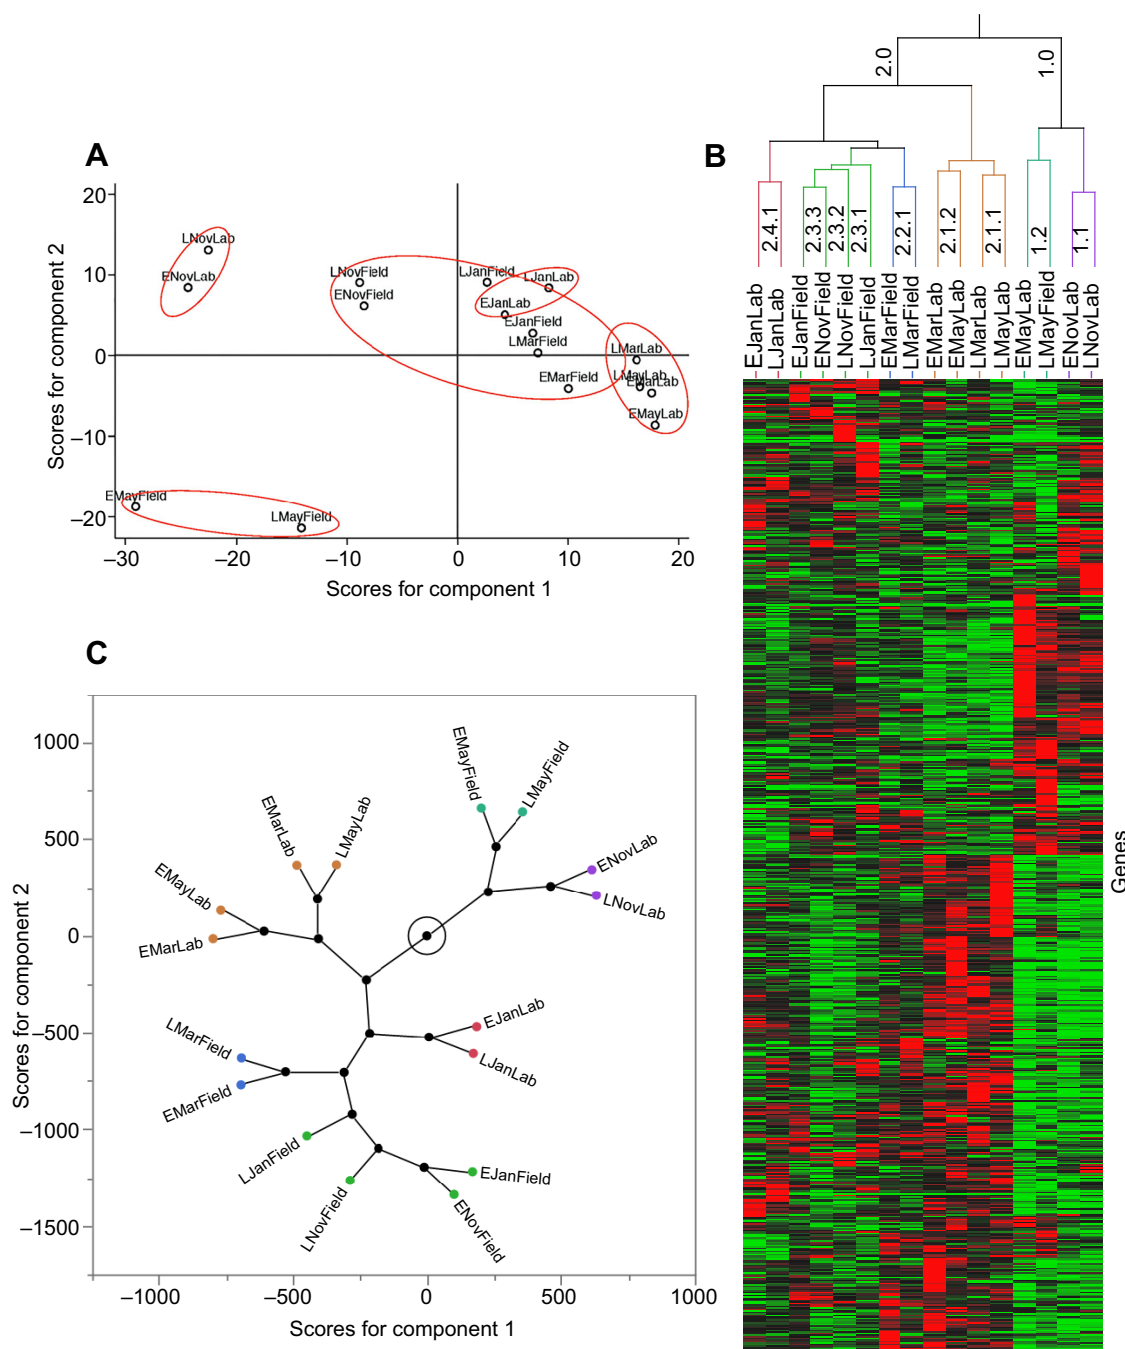 A
20
10
0
–10
–20
–30
–20
–10
0
10
20
Scores for component 2
Scores for component 1
LNovLab
ENovLab
LNovField
ENovField
LJanField
LJanLab
EJanLab
EJanField
LMarField
EMarField
LMarLab
LMayLab
EMarLab
EMayLab
EMayField
LMayField
B
2.0
1.0
2.4.1
2.3.3
2.3.2
2.3.1
2.2.1
2.1.2
2.1.1
1.2
1.1
EJanLab
LJanLab
EJanField
ENovField
LNovField
LJanField
EMarField
LMarField
EMarLab
EMayLab
LMarLab
LMayLab
EMayLab
LMayField
ENovLab
LNovLab
Genes
C
1000
500
0
–500
–1000
–1500
–1000
–500
0
500
1000
Scores for component 2
Scores for component 1
EMayField
LMayField
ENovLab
LNovLab
EMarLab
LMayLab
EMayLab
EMarLab
EJanLab
LJanLab
LMarField
EMarField
LJanField
LNovField
EJanField
ENovField